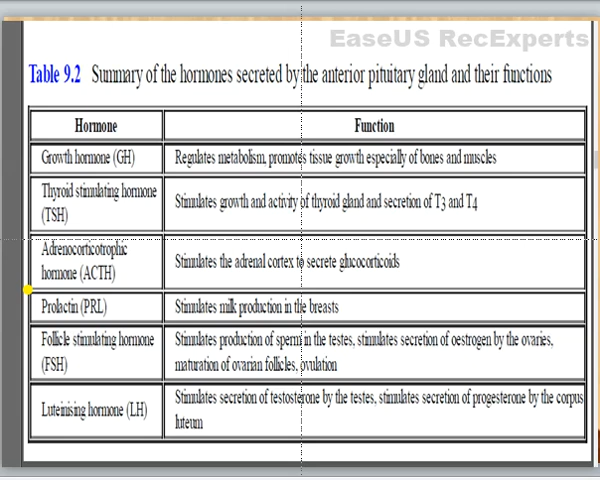 EaseUS RecExperts
Table 9.2 Summary of the hormones secreted by the anterior pituitary gland and their functions
Hormone Function
Growth hormone (GH) Regulates metabolism, promotes tissue growth especially of bones and muscles
Thyroid stimulating hormone
(TSH)
Stimulates growth and activity of thyroid gland and secretion of T3 and T4
Adrenocorticotrophic
hormone (ACTH)
Stimulates the adrenal cortex to secrete glucocorticoids
Prolactin (PRL) Stimulates milk production in the breasts
Follicle stimulating hormone
(FSH)
Stimulates production of sperm in the testes, stimulates secretion of oestrogen by the ovaries,
maturation of ovarian follicles, ovulation
Luteinising hormone (LH)
Stimulates secretion of testosterone by the testes, stimulates secretion of progesterone by the corpus
luteum